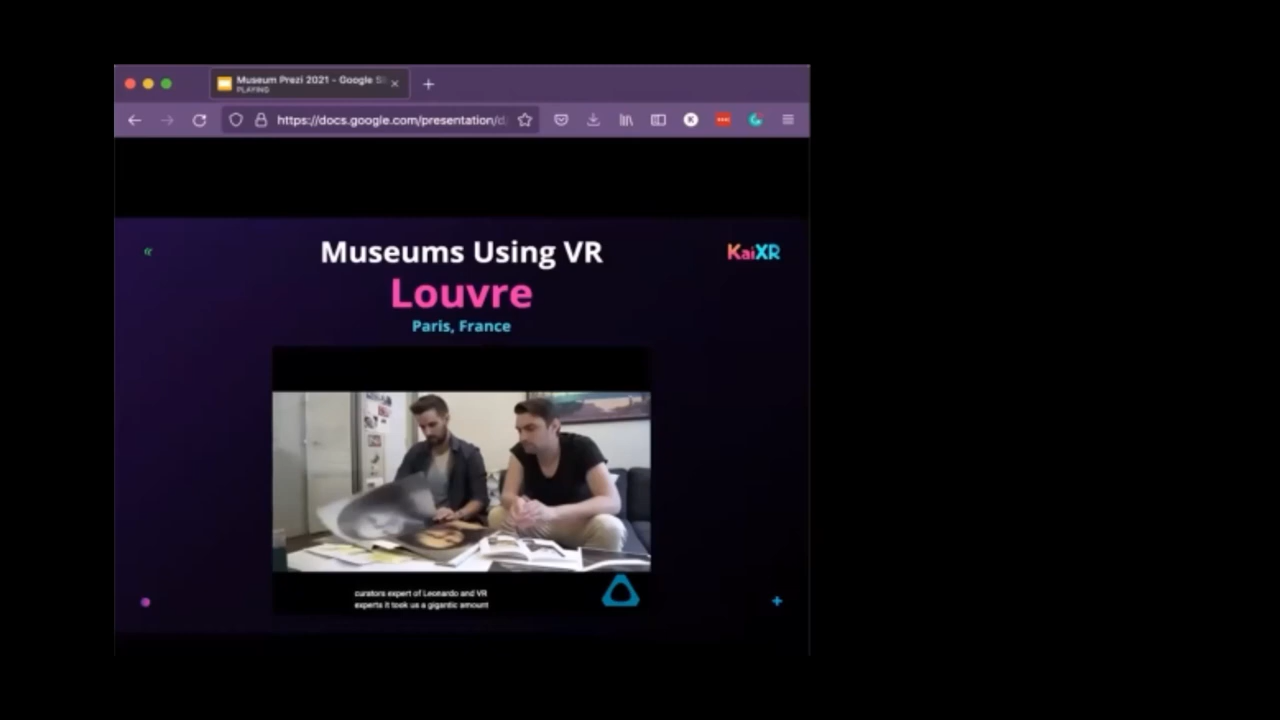 Museum Prezi 2021 - Google Sl
PLAYING
https://docs.google.com/presentation/d
Museums Using VR
KaiXR
Louvre
Paris, France
curators expert of Leonardo and VR
experts it took us a gigantic amount